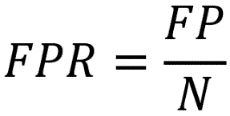 FPR = FP/N